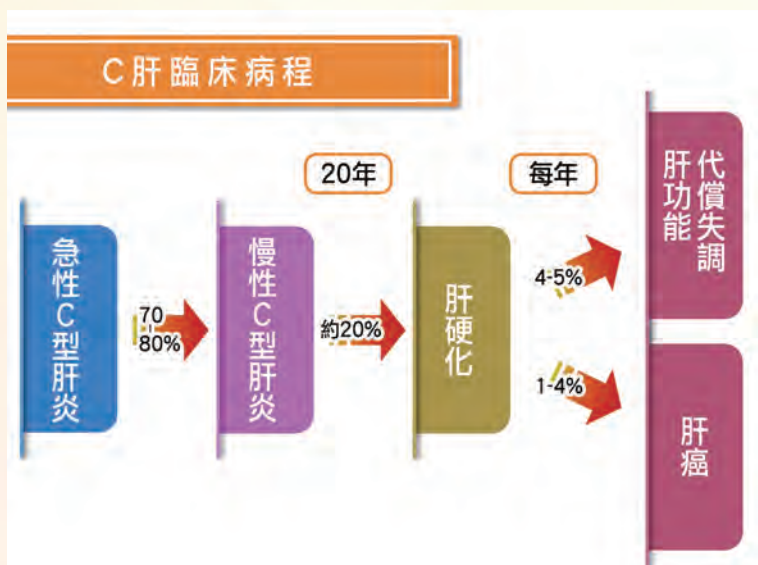 C肝臨床病程
20年
每年
急性C型肝炎
70
-
80%
慢性C型肝炎
約20%
肝硬化
4-5%
1-4%
代償失調
肝功能
肝癌